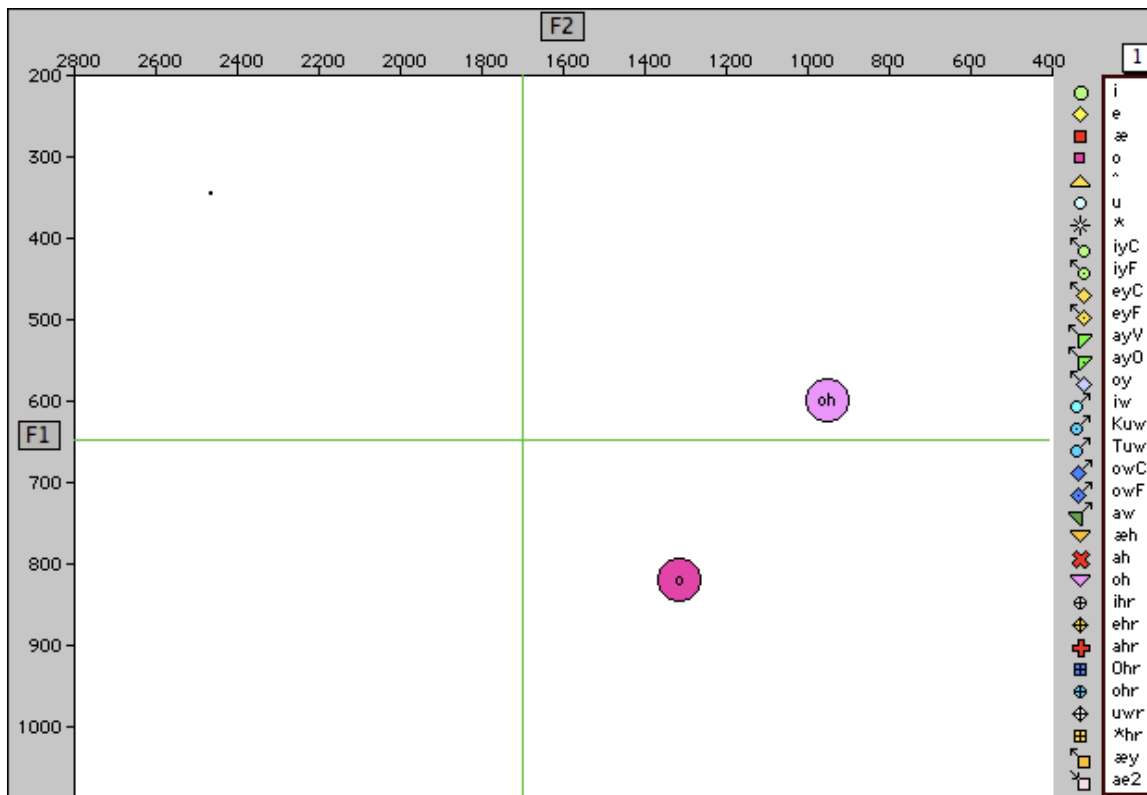 F2
2800 2600 2400 2200 2000 1800 1600 1400 1200 1000 800 600 400
1
200
300
400
500
600
F1
700
800
900
1000
oh
o
i
e
æ
o
^
u
*
iyC
iyF
eyC
eyF
ayV
ay0
oy
iw
Kuw
Tuw
owC
owF
aw
æh
ah
oh
ihr
ehr
ahr
Ohr
ohr
uwr
*hr
æy
ae2